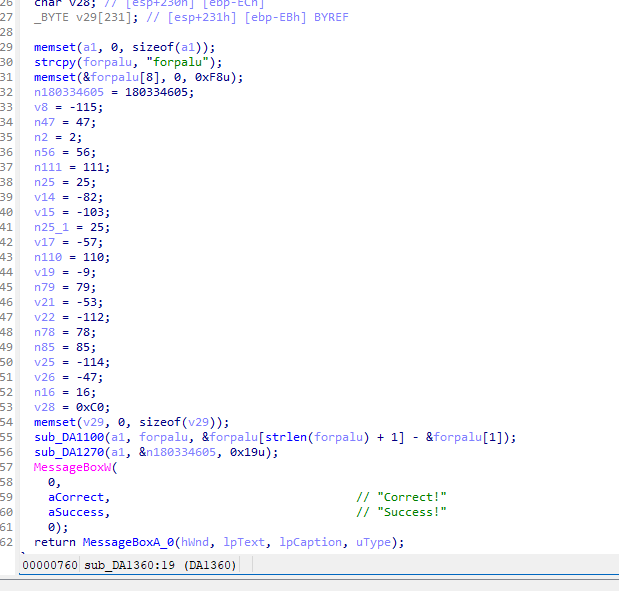 26 char v28; // [esp+230h] [ebp-ECh]
27 _BYTE v29[231]; // [esp+231h] [ebp-EBh] BYREF
28
29 memset(a1, 0, sizeof(a1));
30 strcpy(forpalu, "forpalu");
31 memset(&forpalu[8], 0, 0xF8u);
32 n180334605 = 180334605;
33 v8 = -115;
34 n47 = 47;
35 n2 = 2;
36 n56 = 56;
37 n111 = 111;
38 n25 = 25;
39 v14 = -82;
40 v15 = -103;
41 n25_1 = 25;
42 v17 = -57;
43 n110 = 110;
44 v19 = -9;
45 n79 = 79;
46 v21 = -53;
47 v22 = -112;
48 n78 = 78;
49 n85 = 85;
50 v25 = -114;
51 v26 = -47;
52 n16 = 16;
53 v28 = 0xC0;
54 memset(v29, 0, sizeof(v29));
55 sub_DA1100(a1, forpalu, &forpalu[strlen(forpalu) + 1] - &forpalu[1]);
56 sub_DA1270(a1, &n180334605, 0x19u);
57 MessageBoxW(
58 0,
59 aCorrect, // "Correct!"
60 aSuccess, // "Success!"
61 0);
62 return MessageBoxA_0(hWnd, lpText, lpCaption, uType);
00000760 sub_DA1360:19 (DA1360)